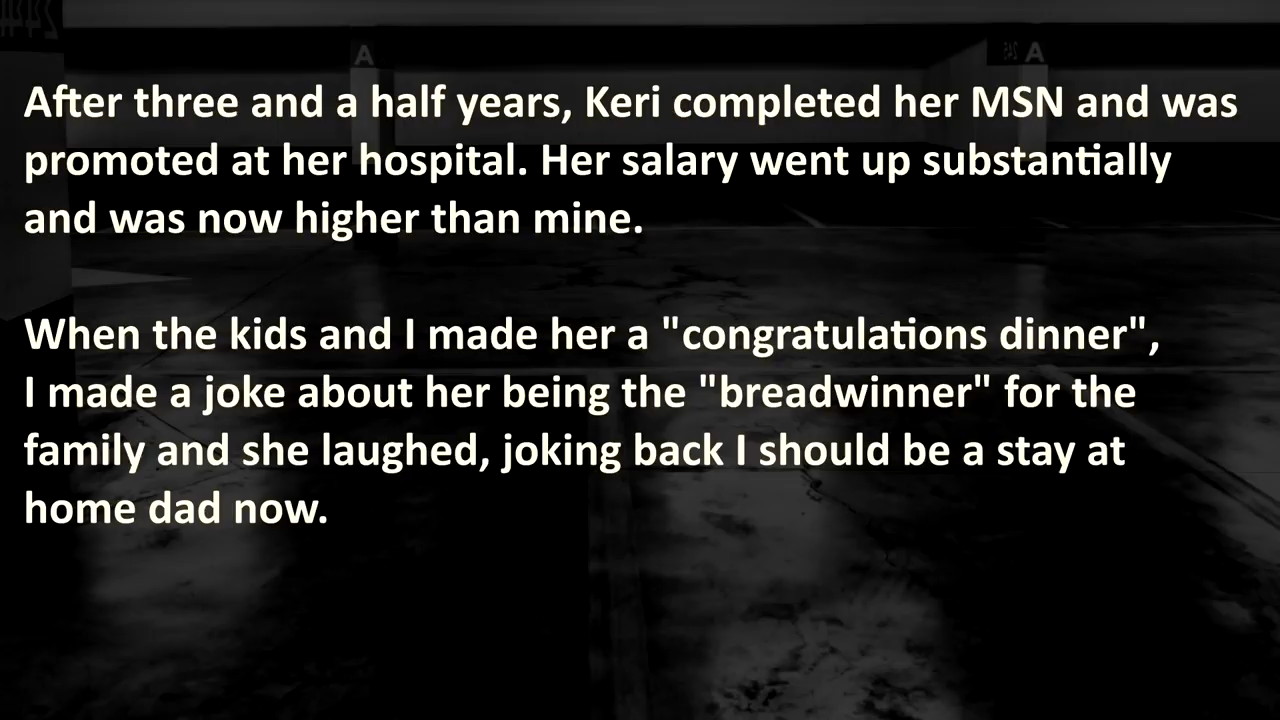 A
A
After three and a half years, Keri completed her MSN and was
promoted at her hospital. Her salary went up substantially
and was now higher than mine.
When the kids and I made her a "congratulations dinner",
I made a joke about her being the "breadwinner" for the
family and she laughed, joking back I should be a stay at
home dad now.